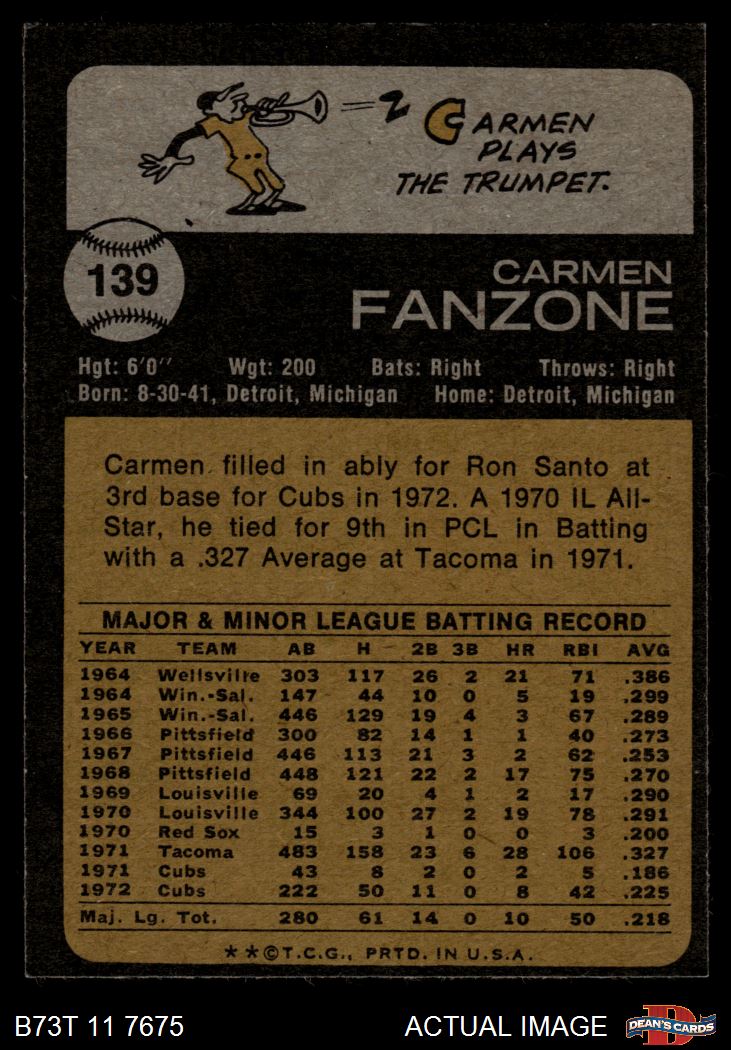 CARMEN
PLAYS
THE TRUMPET.
139
CARMEN
FANZONE
Hgt: 6'0" Wgt: 200 Bats: Right Throws: Right
Born: 8-30-41, Detroit, Michigan Home: Detroit, Michigan
Carmen filled in ably for Ron Santo at
3rd base for Cubs in 1972. A 1970 IL All-
Star, he tied for 9th in PCL in Batting
with a .327 Average at Tacoma in 1971.
MAJOR & MINOR LEAGUE BATTING RECORD
YEAR TEAM AB H 2B 3B HR RBI AVG
1964 Wellsville 303 117 26 2 21 71 .386
1964 Win.-Sal. 147 44 10 0 5 19 .299
1965 Win.-Sal. 446 129 19 4 3 67 .289
1966 Pittsfield 300 82 14 1 1 40 .273
1967 Pittsfield 446 113 21 3 2 62 .253
1968 Pittsfield 448 121 22 2 17 75 .270
1969 Louisville 69 20 4 1 2 17 .290
1970 Louisville 344 100 27 2 19 78 .291
1970 Red Sox 15 3 1 0 0 3 .200
1971 Tacoma 483 158 23 6 28 106 .327
1971 Cubs 43 8 2 0 2 5 .186
1972 Cubs 222 50 11 0 8 42 .225
Maj. Lg. Tot. 280 61 14 0 10 50 .218
**©T.C.G., PRTD. IN U.S.A.
B73T 11 7675 ACTUAL IMAGE
D
DEAN'S CARDS